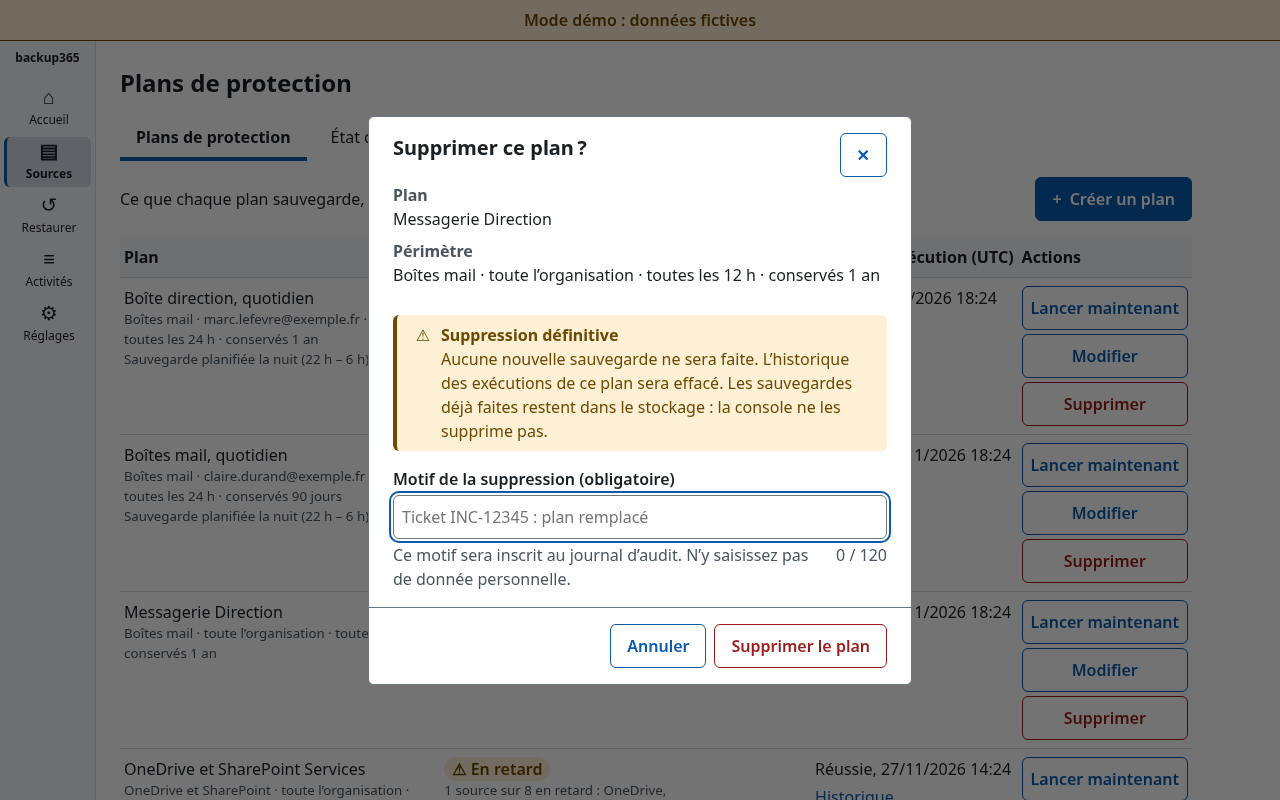 Mode démo : données fictives
backup365
⌂
Accueil
Sources
↺
Restaurer
≡
Activités
⚙
Réglages
Plans de protection
Plans de protection
État
Ce que chaque plan sauvegarde,
+ Créer un plan
Plan
(UTC) Actions
Boîte direction, quotidien
Boîtes mail · marc.lefevre@exemple.fr ·
toutes les 24 h · conservés 1 an
Sauvegarde planifiée la nuit (22 h – 6 h)
/2026 18:24
Lancer maintenant
Modifier
Supprimer
Boîtes mail, quotidien
Boîtes mail · claire.durand@exemple.fr
toutes les 24 h · conservés 90 jours
Sauvegarde planifiée la nuit (22 h – 6 h)
1/2026 18:24
Lancer maintenant
Modifier
Supprimer
Messagerie Direction
Boîtes mail · toute l’organisation · toute
conservés 1 an
1/2026 18:24
Lancer maintenant
Modifier
Supprimer
OneDrive et SharePoint Services
OneDrive et SharePoint · toute l’organisation ·
⚠ En retard
1 source sur 8 en retard : OneDrive,
Réussie, 27/11/2026 14:24
Historique
Lancer maintenant
Supprimer ce plan ?
×
Plan
Messagerie Direction
Périmètre
Boîtes mail · toute l’organisation · toutes les 12 h · conservés 1 an
⚠ Suppression définitive
Aucune nouvelle sauvegarde ne sera faite. L’historique
des exécutions de ce plan sera effacé. Les sauvegardes
déjà faites restent dans le stockage : la console ne les
supprime pas.
Motif de la suppression (obligatoire)
Ticket INC-12345 : plan remplacé
Ce motif sera inscrit au journal d’audit. N’y saisissez pas
de donnée personnelle.
0 / 120
Annuler
Supprimer le plan